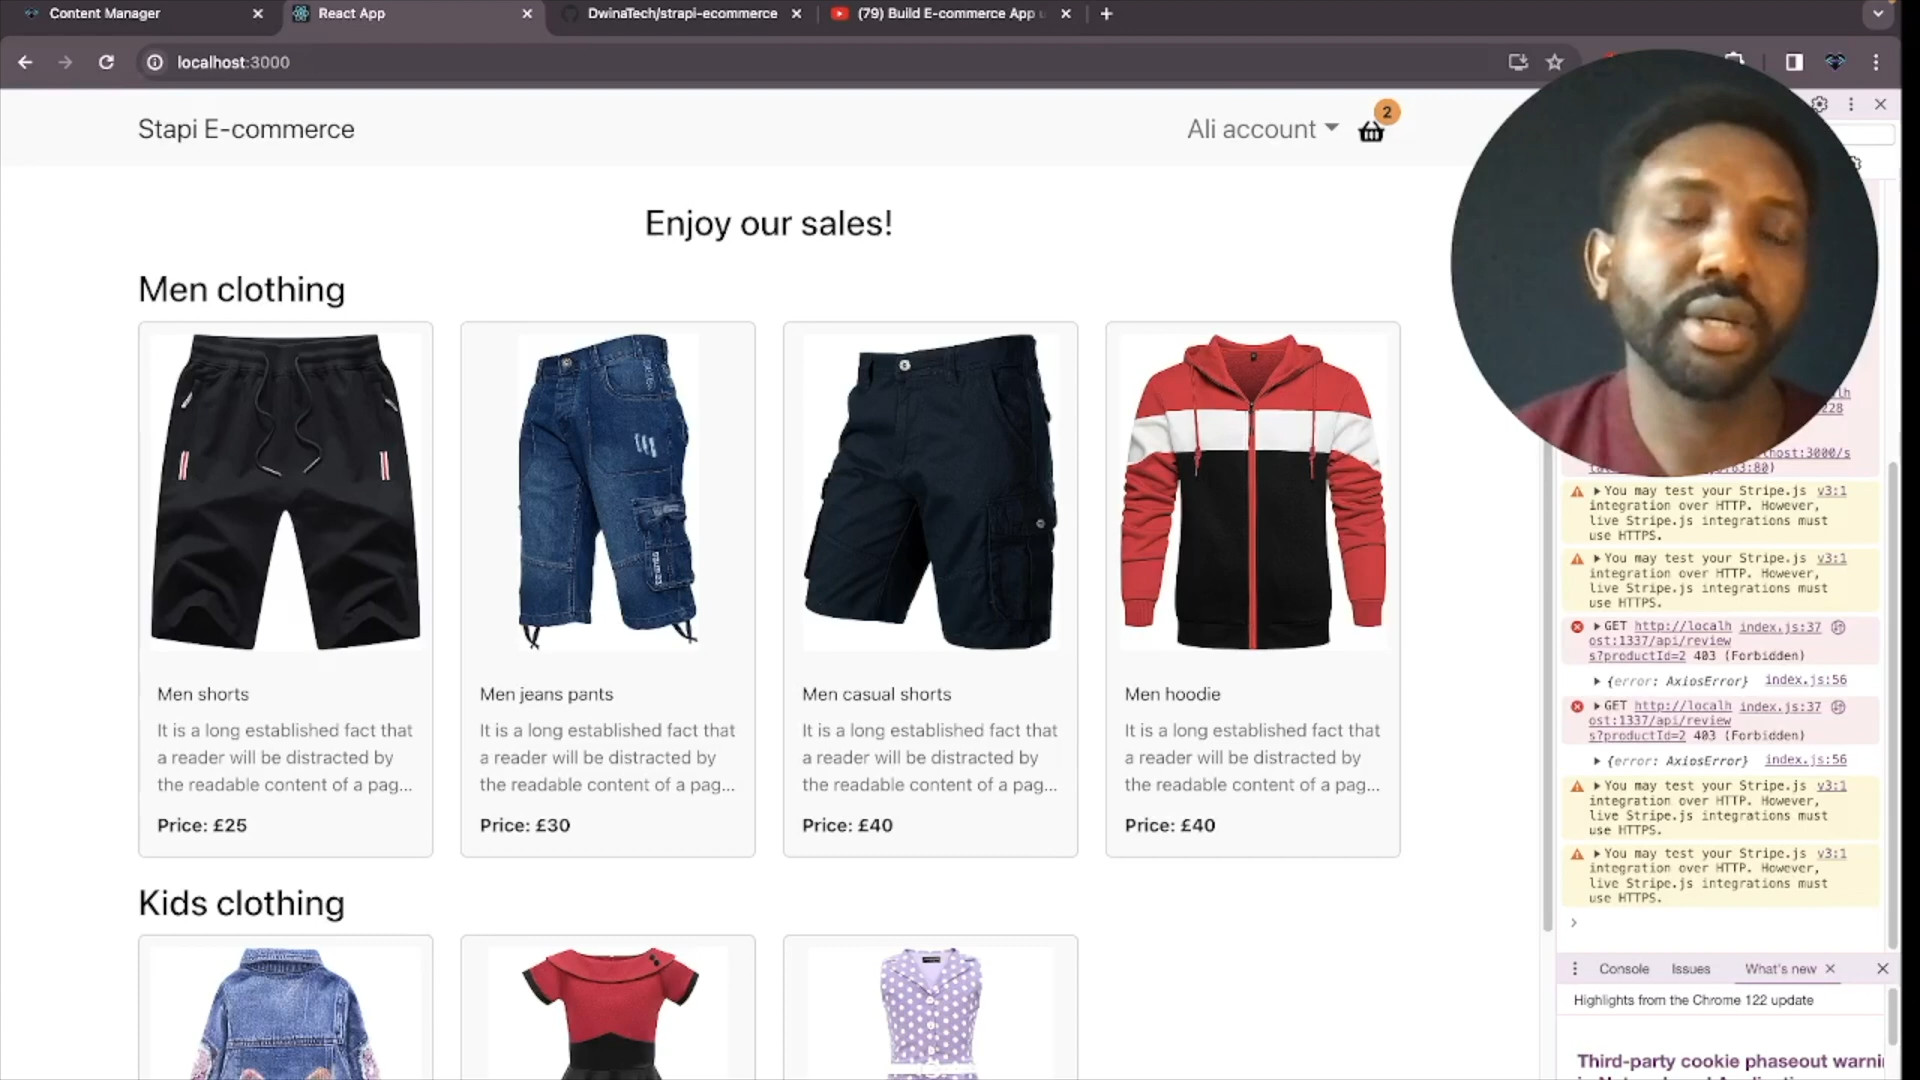 Content Manager
React App
DwinaTech/strapi-ecommerce
(79) Build E-commerce App
localhost:3000
Stapi E-commerce
Ali account
2
Enjoy our sales!
Men clothing
Men shorts
It is a long established fact that
a reader will be distracted by
the readable content of a pag...
Price: £25
Men jeans pants
It is a long established fact that
a reader will be distracted by
the readable content of a pag...
Price: £30
Men casual shorts
It is a long established fact that
a reader will be distracted by
the readable content of a pag...
Price: £40
Men hoodie
It is a long established fact that
a reader will be distracted by
the readable content of a pag...
Price: £40
Kids clothing
lh
228
lhost:3000/s
63:80)
You may test your Stripe.js v3:1
integration over HTTP. However,
live Stripe.js integrations must
use HTTPS.
You may test your Stripe.js v3:1
integration over HTTP. However,
live Stripe.js integrations must
use HTTPS.
GET http://localh index.js:37
ost:1337/api/review
s?productId=2 403 (Forbidden)
{error: AxiosError} index.js:56
GET http://localh index.js:37
ost:1337/api/review
s?productId=2 403 (Forbidden)
{error: AxiosError} index.js:56
You may test your Stripe.js v3:1
integration over HTTP. However,
live Stripe.js integrations must
use HTTPS.
You may test your Stripe.js v3:1
integration over HTTP. However,
live Stripe.js integrations must
use HTTPS.
Console Issues What's new
Highlights from the Chrome 122 update
Third-party cookie phaseout warni